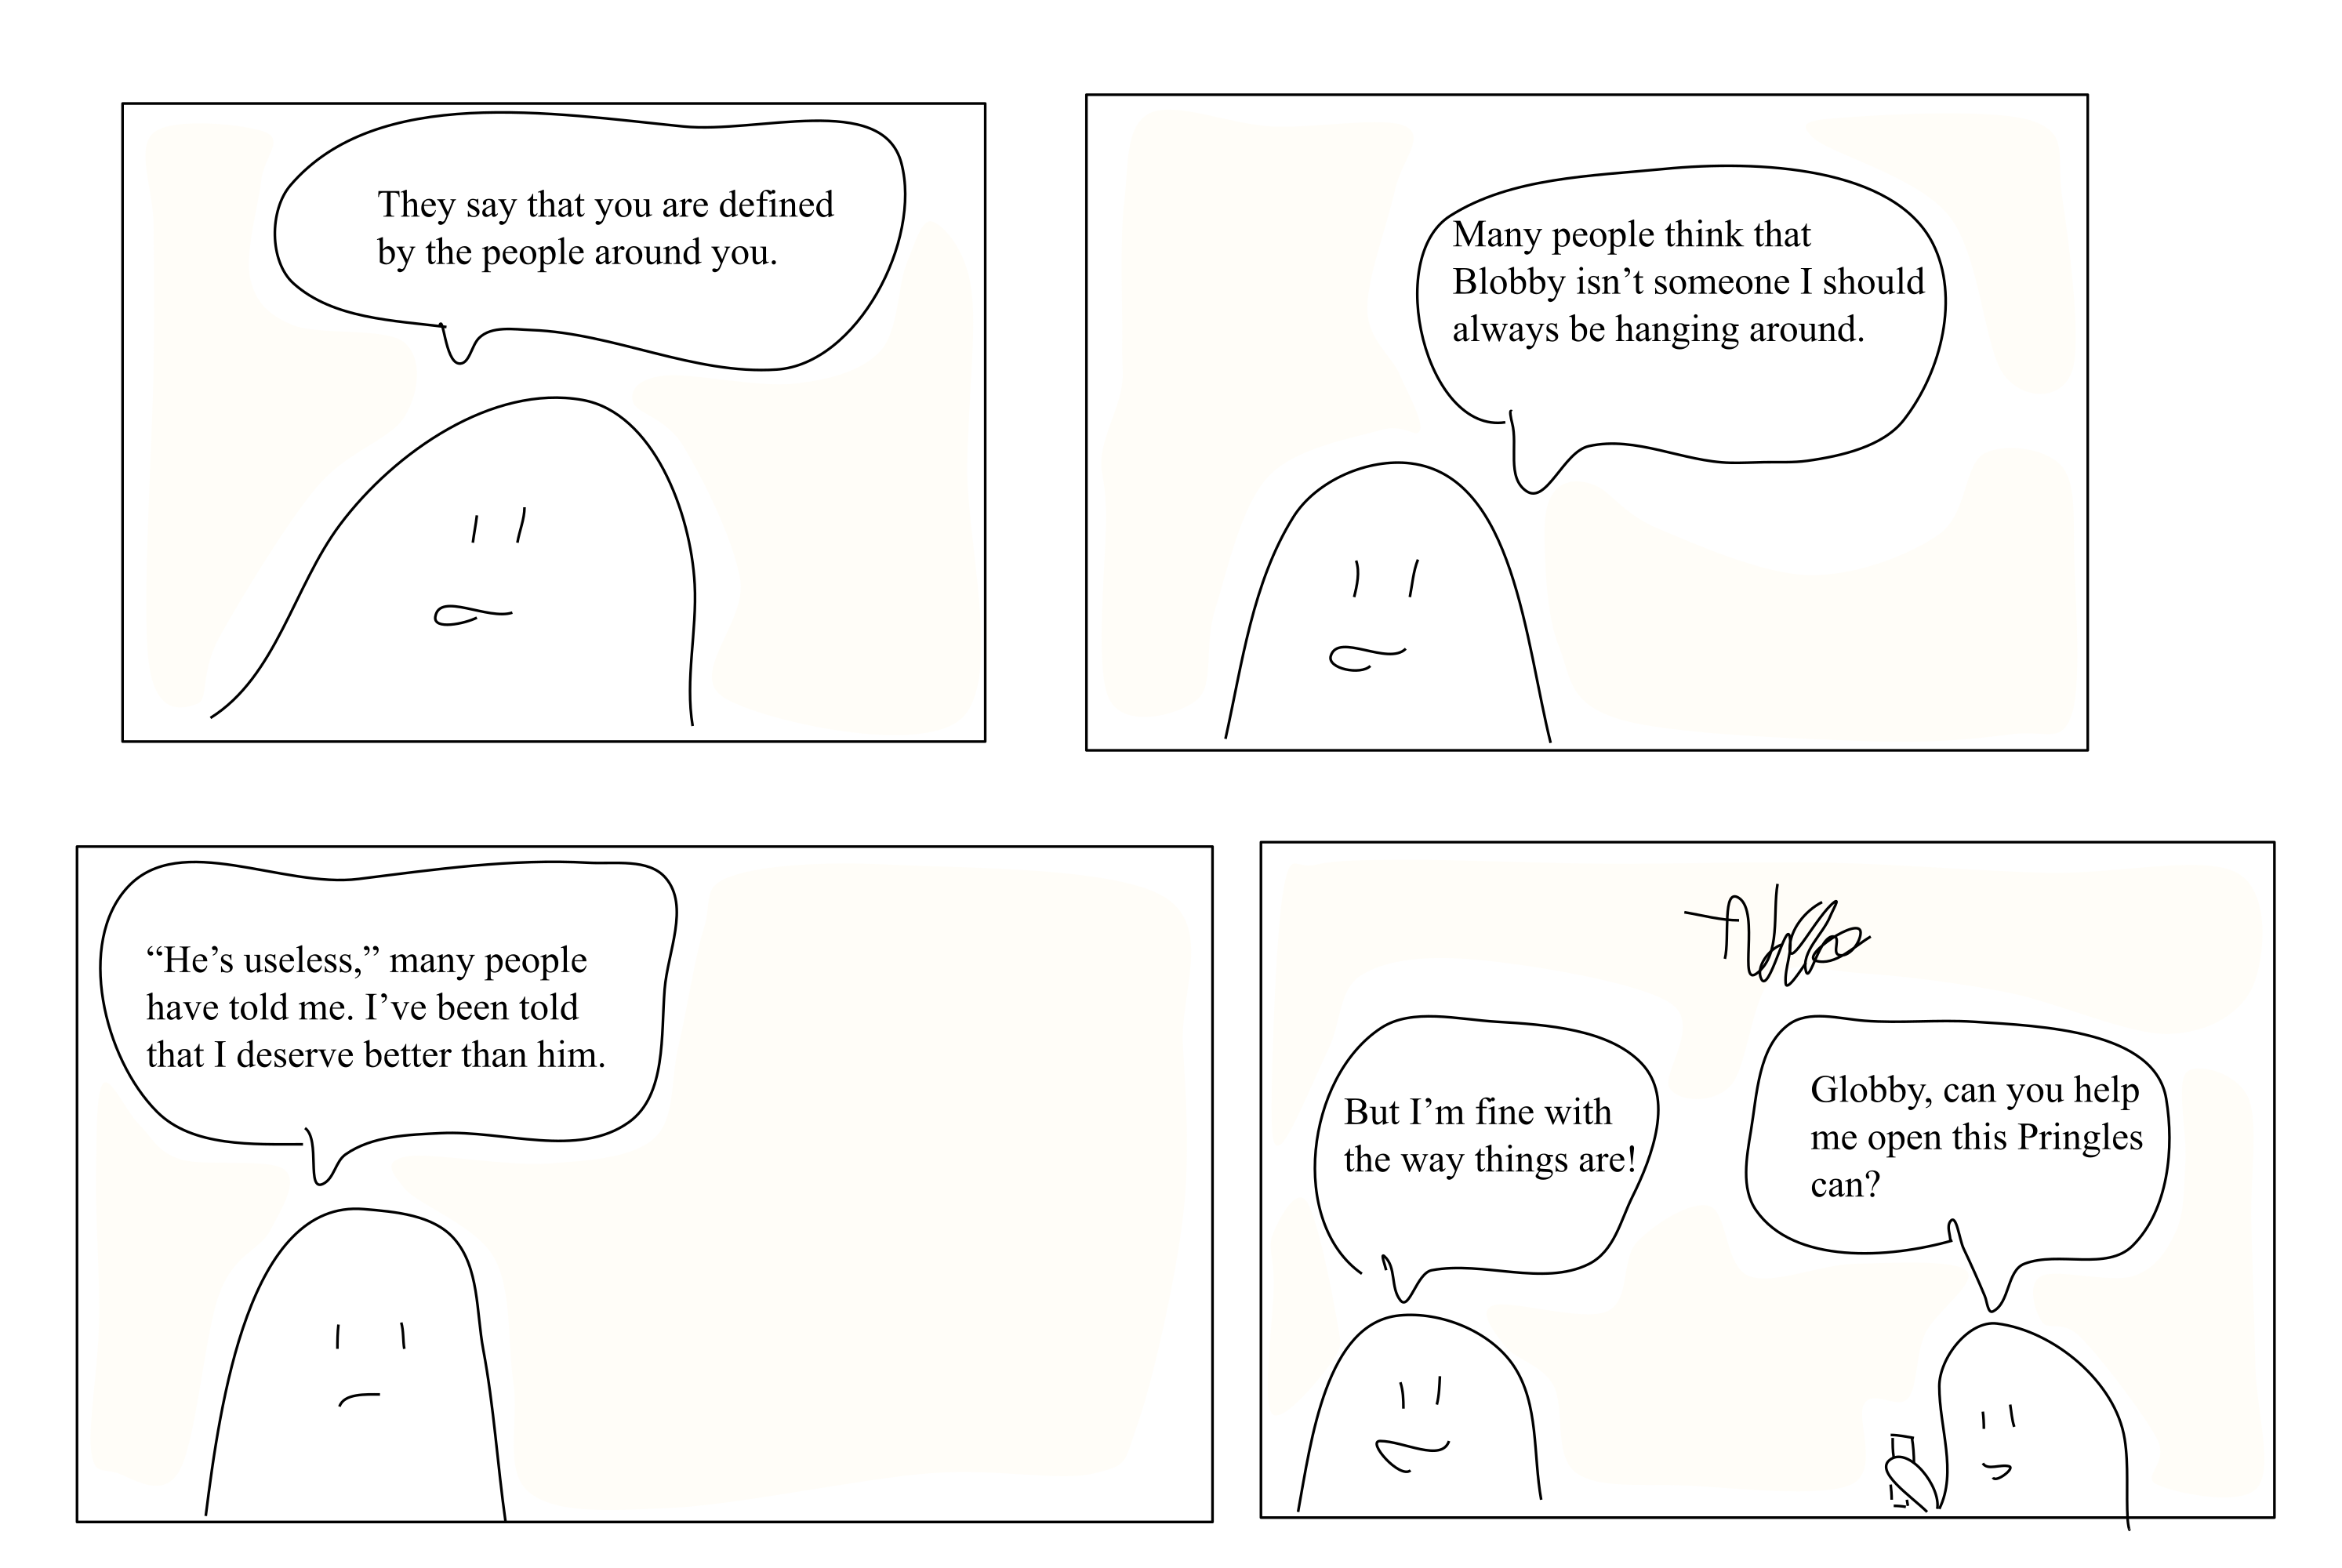 They say that you are defined
by the people around you.
Many people think that
Blobby isn’t someone I should
always be hanging around.
“He’s useless,” many people
have told me. I’ve been told
that I deserve better than him.
But I’m fine with
the way things are!
Globby, can you help
me open this Pringles
can?